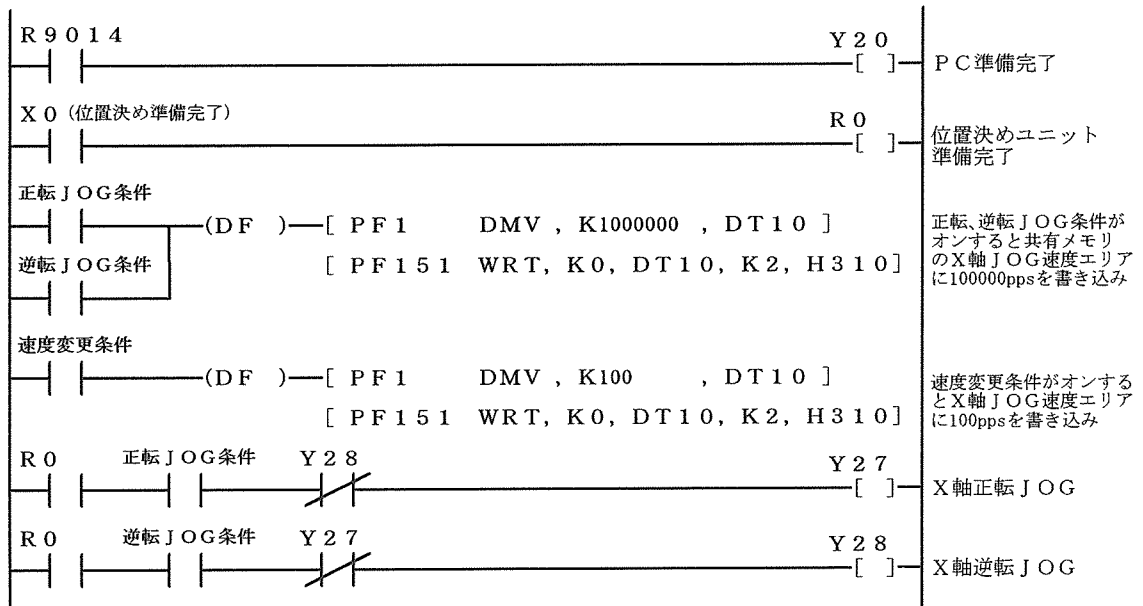 R9014
Y20
[ ]
PC準備完了
X0(位置決め準備完了)
R0
[ ]
位置決めユニット
準備完了
正転JOG条件
(DF )
[ PF1 DMV , K1000000 , DT10 ]
正転、逆転JOG条件が
オンすると共有メモリ
のX軸JOG速度エリア
に100000ppsを書き込み
逆転JOG条件
[ PF151 WRT, K0, DT10, K2, H310]
速度変更条件
(DF )
[ PF1 DMV , K100 , DT10 ]
速度変更条件がオンする
とX軸JOG速度エリア
に100ppsを書き込み
[ PF151 WRT, K0, DT10, K2, H310]
R0 正転JOG条件 Y28
Y27
[ ]
X軸正転JOG
R0 逆転JOG条件 Y27
Y28
[ ]
X軸逆転JOG